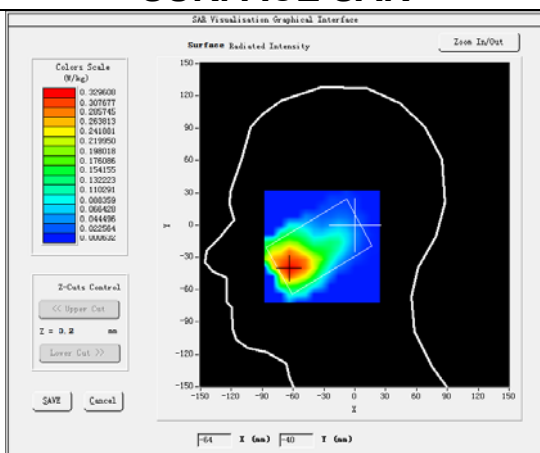 SURFACE SAR
SAR Visualisation Graphical Interface
Surface Radiated Intensity
Zoom In/Out
Colors Scale
(W/kg)
0.329608
0.307677
0.285745
0.263813
0.241881
0.219950
0.198018
0.176086
0.154155
0.132223
0.110291
0.088359
0.066428
0.044496
0.022564
0.000632
Z-Cuts Control
<< Upper Cut
Z = 3.2 mm
Lower Cut >>
SAVE Cancel
150
120
90
60
30
0
-30
-60
-90
-120
-150
Y
-150 -120 -90 -60 -30 0 30 60 90 120 150
X
-64 X (mm) -40 Y (mm)